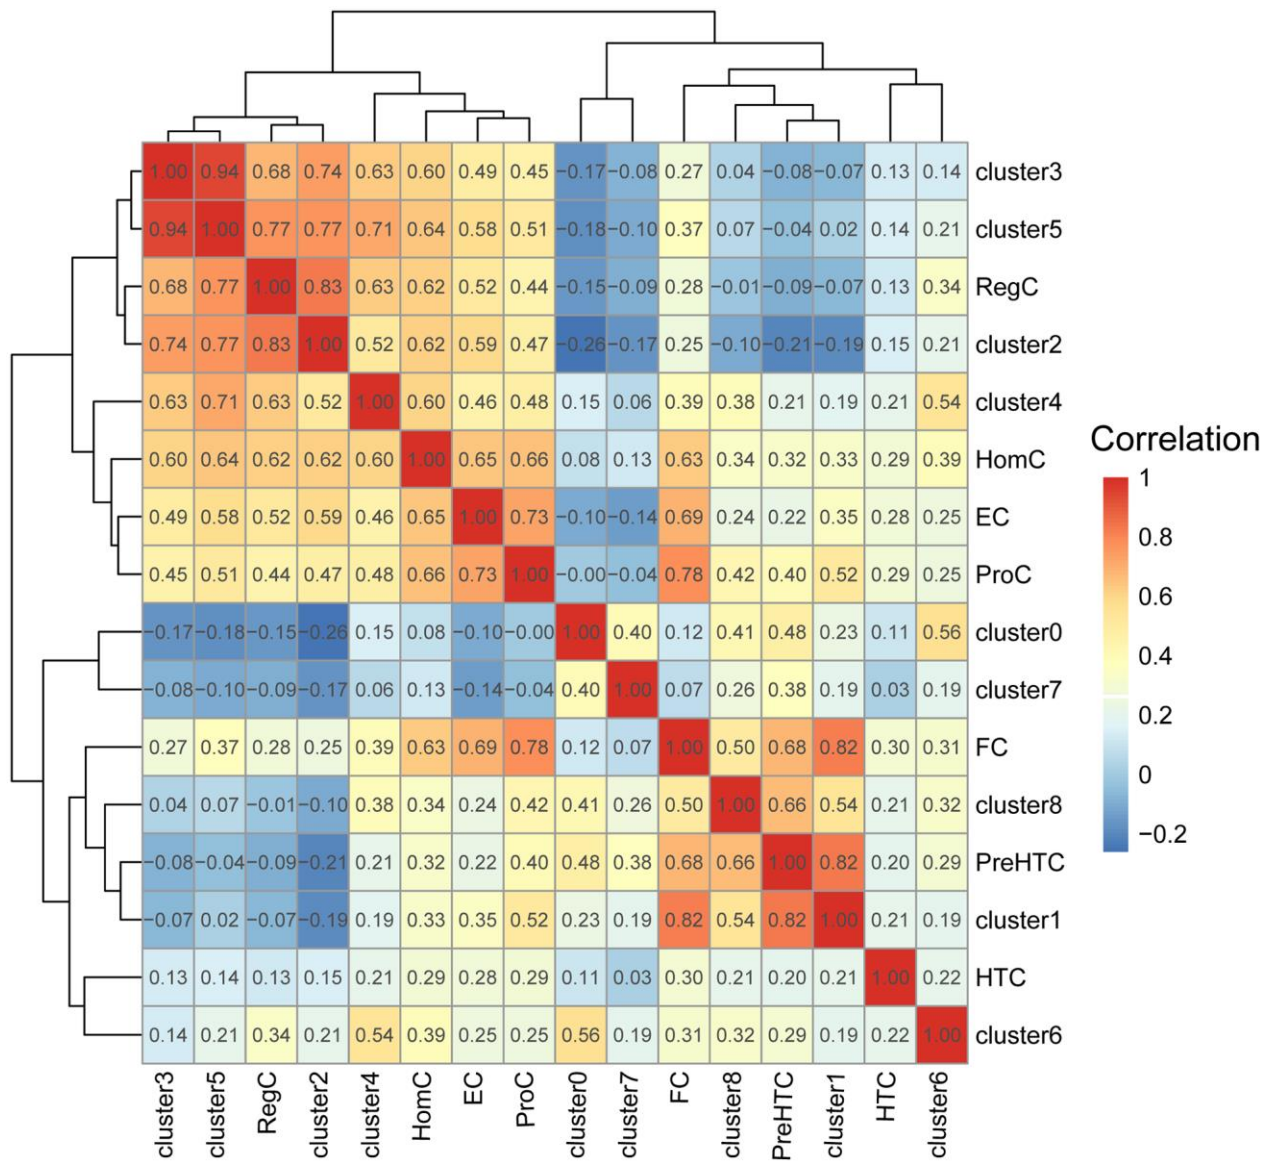 1.00 0.94 0.68 0.74 0.63 0.60 0.49 0.45 −0.17 −0.08 0.27 0.04 −0.08 −0.07 0.13 0.14 cluster3
0.94 1.00 0.77 0.77 0.71 0.64 0.58 0.51 −0.18 −0.10 0.37 0.07 −0.04 0.02 0.14 0.21 cluster5
0.68 0.77 1.00 0.83 0.63 0.62 0.52 0.44 −0.15 −0.09 0.28 −0.01 −0.09 −0.07 0.13 0.34 RegC
0.74 0.77 0.83 1.00 0.52 0.62 0.59 0.47 −0.26 −0.17 0.25 −0.10 −0.21 −0.19 0.15 0.21 cluster2
0.63 0.71 0.63 0.52 1.00 0.60 0.46 0.48 0.15 0.06 0.39 0.38 0.21 0.19 0.21 0.54 cluster4
0.60 0.64 0.62 0.62 0.60 1.00 0.65 0.66 0.08 0.13 0.63 0.34 0.32 0.33 0.29 0.39 HomC
0.49 0.58 0.52 0.59 0.46 0.65 1.00 0.73 −0.10 −0.14 0.69 0.24 0.22 0.35 0.28 0.25 EC
0.45 0.51 0.44 0.47 0.48 0.66 0.73 1.00 −0.00 −0.04 0.78 0.42 0.40 0.52 0.29 0.25 ProC
−0.17 −0.18 −0.15 −0.26 0.15 0.08 −0.10 −0.00 1.00 0.40 0.12 0.41 0.48 0.23 0.11 0.56 cluster0
−0.08 −0.10 −0.09 −0.17 0.06 0.13 −0.14 −0.04 0.40 1.00 0.07 0.26 0.38 0.19 0.03 0.19 cluster7
0.27 0.37 0.28 0.25 0.39 0.63 0.69 0.78 0.12 0.07 1.00 0.50 0.68 0.82 0.30 0.31 FC
0.04 0.07 −0.01 −0.10 0.38 0.34 0.24 0.42 0.41 0.26 0.50 1.00 0.66 0.54 0.21 0.32 cluster8
−0.08 −0.04 −0.09 −0.21 0.21 0.32 0.22 0.40 0.48 0.38 0.68 0.66 1.00 0.82 0.20 0.29 PreHTC
−0.07 0.02 −0.07 −0.19 0.19 0.33 0.35 0.52 0.23 0.19 0.82 0.54 0.82 1.00 0.21 0.19 cluster1
0.13 0.14 0.13 0.15 0.21 0.29 0.28 0.29 0.11 0.03 0.30 0.21 0.20 0.21 1.00 0.22 HTC
0.14 0.21 0.34 0.21 0.54 0.39 0.25 0.25 0.56 0.19 0.31 0.32 0.29 0.19 0.22 1.00 cluster6
cluster3 cluster5 RegC cluster2 cluster4 HomC EC ProC cluster0 cluster7 FC cluster8 PreHTC cluster1 HTC cluster6
Correlation
1
0.8
0.6
0.4
0.2
0
−0.2